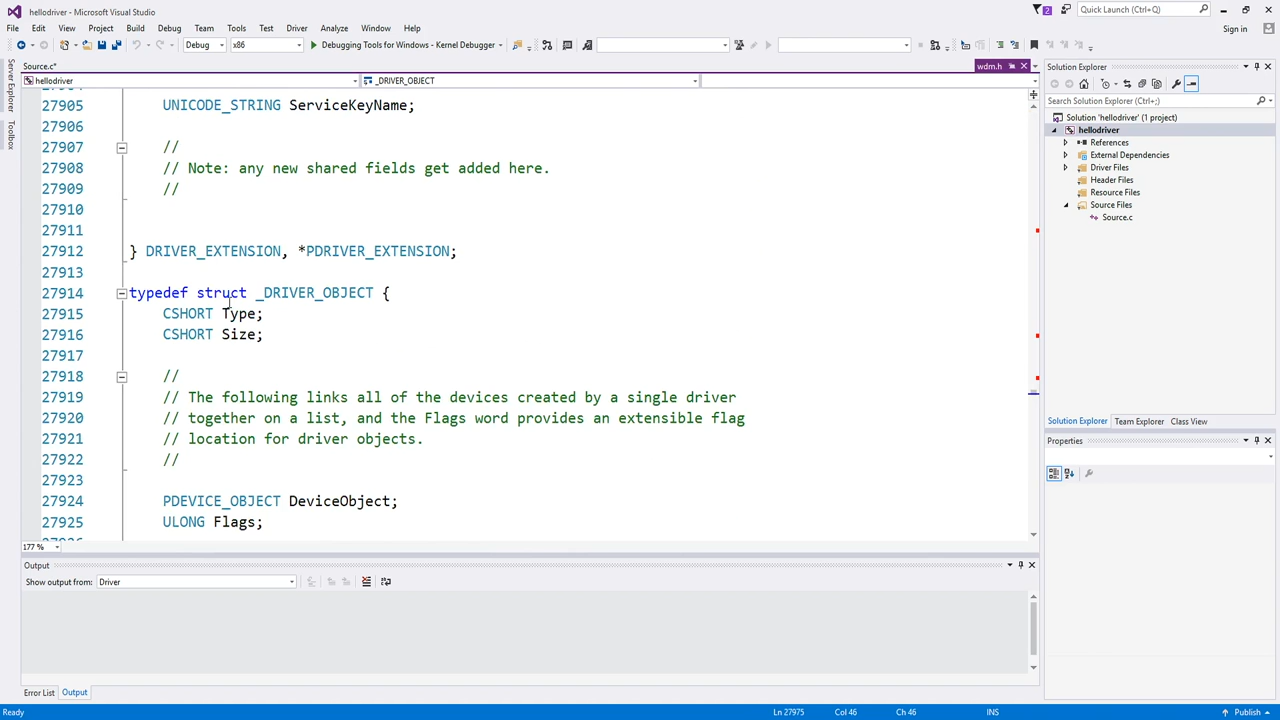 hellodriver - Microsoft Visual Studio
2
Quick Launch (Ctrl+Q)
File Edit View Project Build Debug Team Tools Test Driver Analyze Window Help
Sign in
Debug x86 Debugging Tools for Windows - Kernel Debugger
Server Explorer
Toolbox
Source.c*
wdm.h
hellodriver
_DRIVER_OBJECT
27905 UNICODE_STRING ServiceKeyName;
27906
27907 //
27908 // Note: any new shared fields get added here.
27909 //
27910
27911
27912 } DRIVER_EXTENSION, *PDRIVER_EXTENSION;
27913
27914 typedef struct _DRIVER_OBJECT {
27915 CSHORT Type;
27916 CSHORT Size;
27917
27918 //
27919 // The following links all of the devices created by a single driver
27920 // together on a list, and the Flags word provides an extensible flag
27921 // location for driver objects.
27922 //
27923
27924 PDEVICE_OBJECT DeviceObject;
27925 ULONG Flags;
177 %
Output
Show output from: Driver
Error List Output
Solution Explorer
Search Solution Explorer (Ctrl+;)
Solution 'hellodriver' (1 project)
hellodriver
References
External Dependencies
Driver Files
Header Files
Resource Files
Source Files
Source.c
Solution Explorer Team Explorer Class View
Properties
Ready
Ln 27975 Col 46 Ch 46 INS
Publish